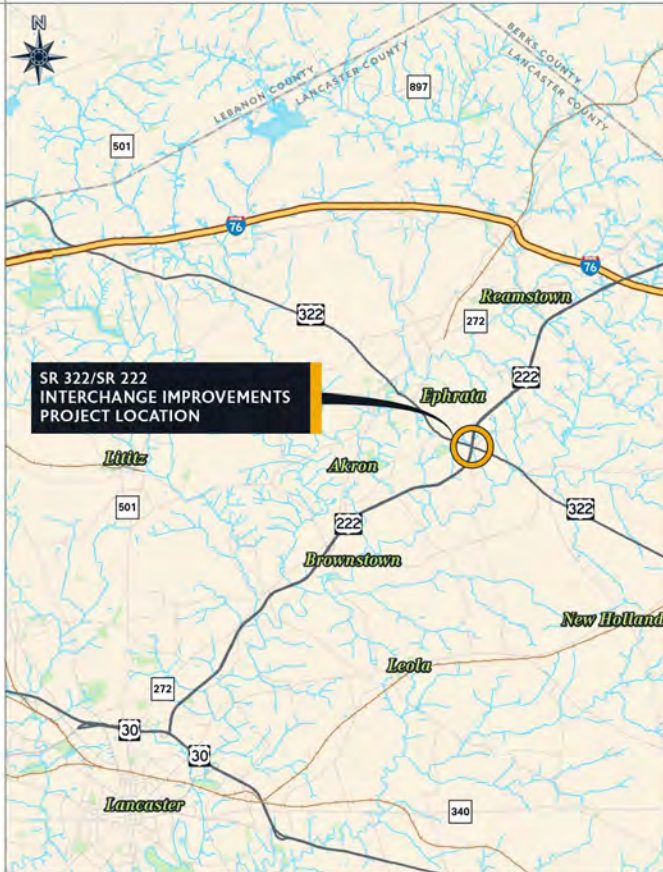 N
BERKS COUNTY
LANCASTER COUNTY
LEBANON COUNTY
LANCASTER COUNTY
897
501
76
76
Reamstown
322
272
222
SR 322/SR 222
INTERCHANGE IMPROVEMENTS
PROJECT LOCATION
Ephrata
Lititz
Akron
501
322
222
Brownstown
New Holland
Leola
272
30
30
Lancaster
340